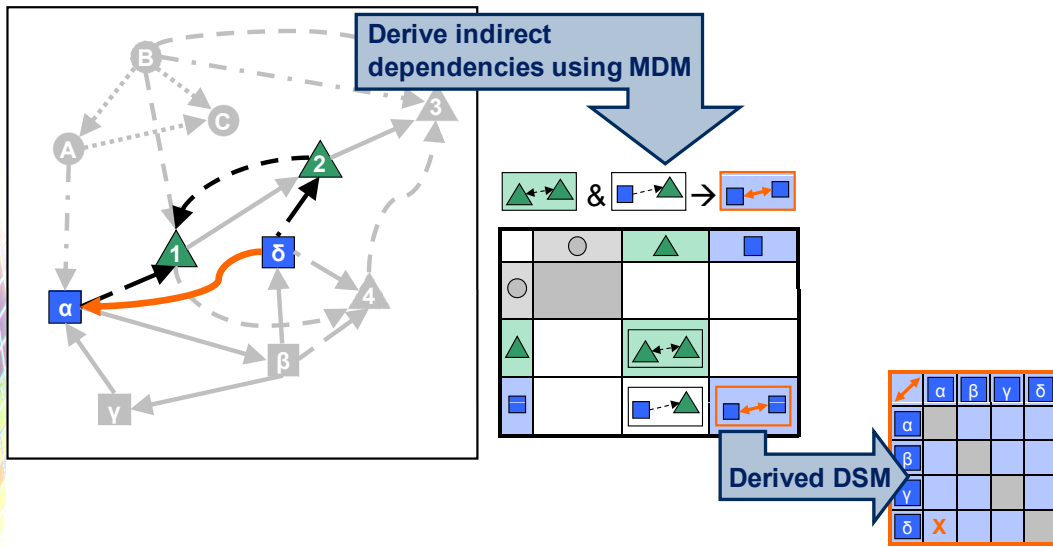 Derive indirect
dependencies using MDM
B
C
3
A
2
1
δ
α
4
β
γ
& →
Derived DSM
α β γ δ
α
β
γ
δ X